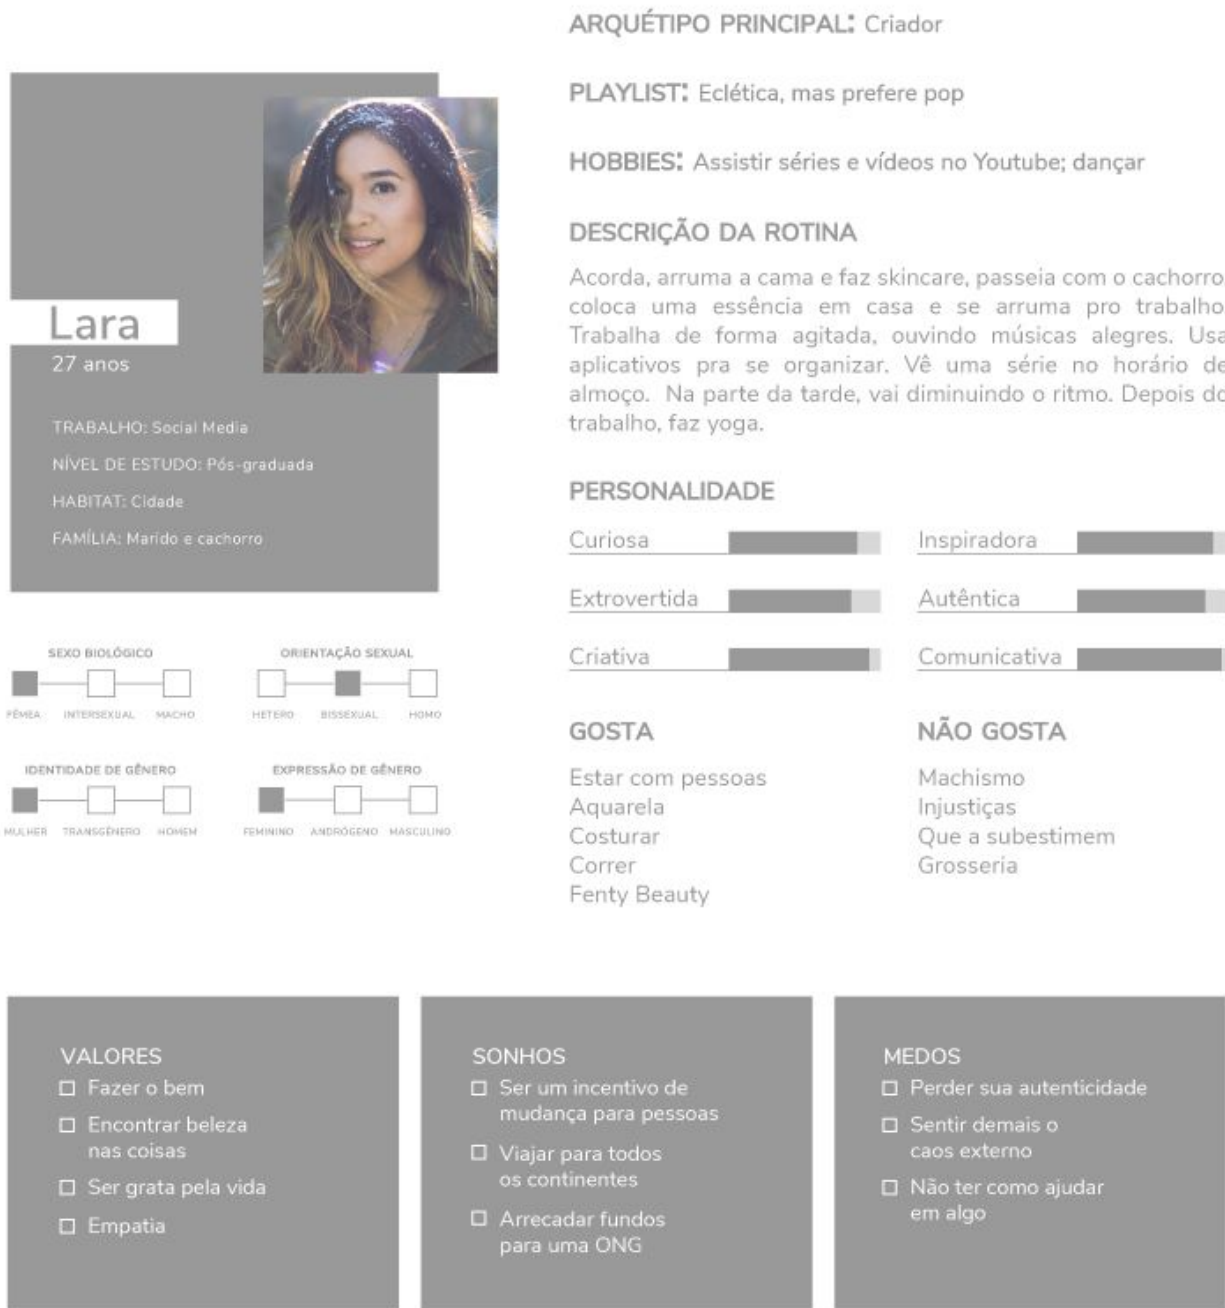 ARQUÉTIPO PRINCIPAL: Criador
PLAYLIST: Eclética, mas prefere pop
HOBBIES: Assistir séries e vídeos no Youtube; dançar
DESCRIÇÃO DA ROTINA
Acorda, arruma a cama e faz skincare, passeia com o cachorro
coloca uma essência em casa e se arruma pro trabalho
Trabalha de forma agitada, ouvindo músicas alegres. Usa
aplicativos pra se organizar. Vê uma série no horário de
almoço. Na parte da tarde, vai diminuindo o ritmo. Depois do
trabalho, faz yoga.
Lara
27 anos
TRABALHO: Social Media
NÍVEL DE ESTUDO: Pós-graduada
HABITAT: Cidade
FAMÍLIA: Marido e cachorro
PERSONALIDADE
Curiosa
Inspiradora
Extrovertida
Autêntica
Criativa
Comunicativa
SEXO BIOLÓGICO
FÊMEA INTERSEXUAL MACHO
ORIENTAÇÃO SEXUAL
HETERO BISSEXUAL HOMO
IDENTIDADE DE GÊNERO
MULHER TRANSGÊNERO HOMEM
EXPRESSÃO DE GÊNERO
FEMININO ANDRÓGENO MASCULINO
GOSTA
Estar com pessoas
Aquarela
Costurar
Correr
Fenty Beauty
NÃO GOSTA
Machismo
Injustiças
Que a subestimem
Grosseria
VALORES
Fazer o bem
Encontrar beleza
nas coisas
Ser grata pela vida
Empatia
SONHOS
Ser um incentivo de
mudança para pessoas
Viajar para todos
os continentes
Arrecadar fundos
para uma ONG
MEDOS
Perder sua autenticidade
Sentir demais o
caos externo
Não ter como ajudar
em algo